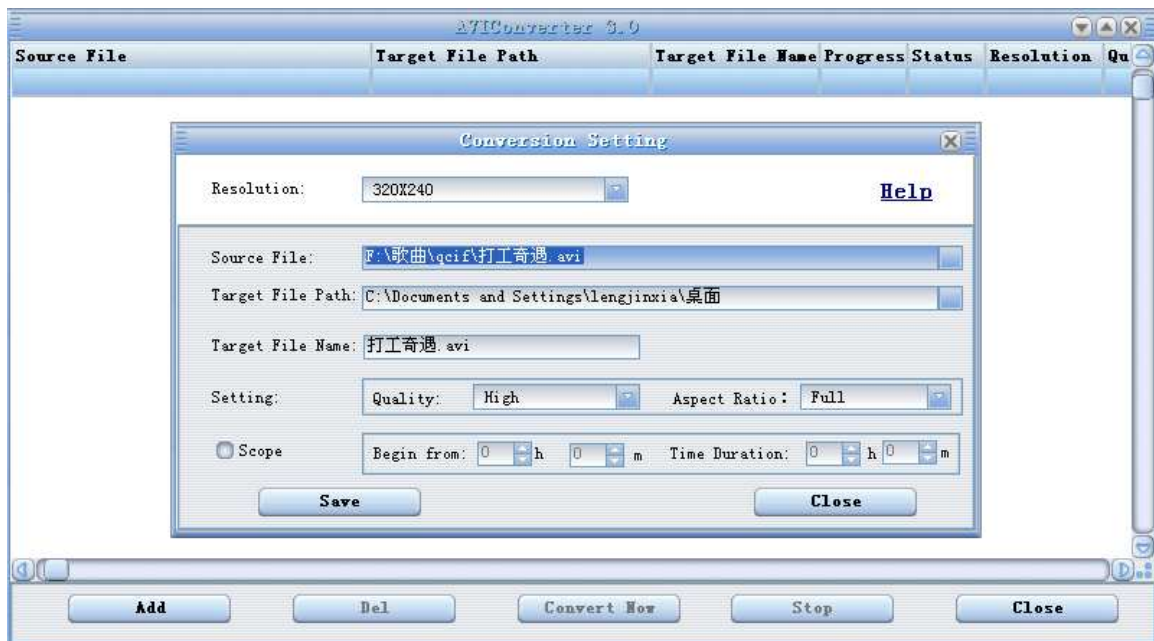 AVIConverter 3.0
Source File Target File Path Target File Name Progress Status Resolution Qu
Conversion Setting
Resolution: 320X240 Help
Source File: F:\歌曲\qcif\打工奇遇.avi
Target File Path: C:\Documents and Settings\lengjinxia\桌面
Target File Name: 打工奇遇.avi
Setting: Quality: High Aspect Ratio: Full
Scope Begin from: 0 h 0 m Time Duration: 0 h 0 m
Save Close
Add Del Convert Now Stop Close